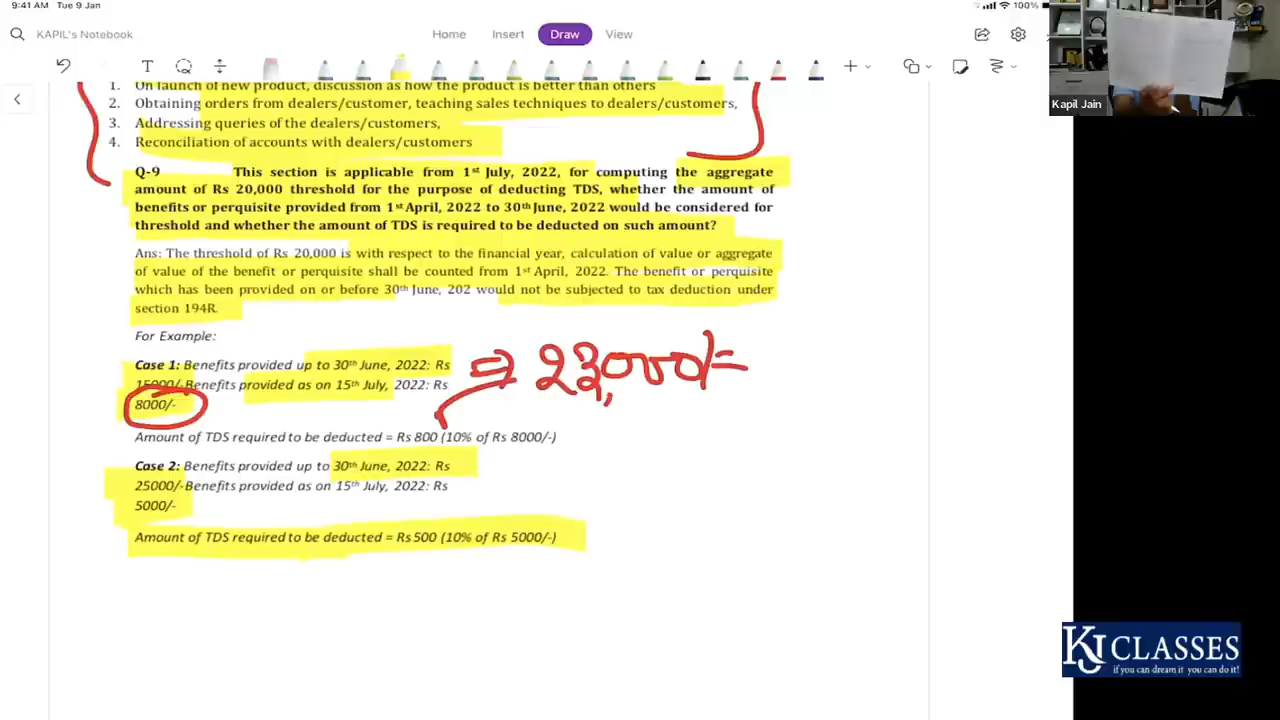 9:41 AM Tue 9 Jan
100%
KAPIL's Notebook
Home Insert Draw View
T
1. On launch of new product, discussion as how the product is better than others
2. Obtaining orders from dealers/customer, teaching sales techniques to dealers/customers,
3. Addressing queries of the dealers/customers,
4. Reconciliation of accounts with dealers/customers
Q-9 This section is applicable from 1st July, 2022, for computing the aggregate
amount of Rs 20,000 threshold for the purpose of deducting TDS, whether the amount of
benefits or perquisite provided from 1st April, 2022 to 30th June, 2022 would be considered for
threshold and whether the amount of TDS is required to be deducted on such amount?
Ans: The threshold of Rs 20,000 is with respect to the financial year, calculation of value or aggregate
of value of the benefit or perquisite shall be counted from 1st April, 2022. The benefit or perquisite
which has been provided on or before 30th June, 202 would not be subjected to tax deduction under
section 194R.
For Example:
Case 1: Benefits provided up to 30th June, 2022: Rs
15000/-Benefits provided as on 15th July, 2022: Rs
8000/-
⇒ 23,000/=
Amount of TDS required to be deducted = Rs 800 (10% of Rs 8000/-)
Case 2: Benefits provided up to 30th June, 2022: Rs
25000/-Benefits provided as on 15th July, 2022: Rs
5000/-
Amount of TDS required to be deducted = Rs 500 (10% of Rs 5000/-)
Kapil Jain
KJ CLASSES
if you can dream it you can do it!